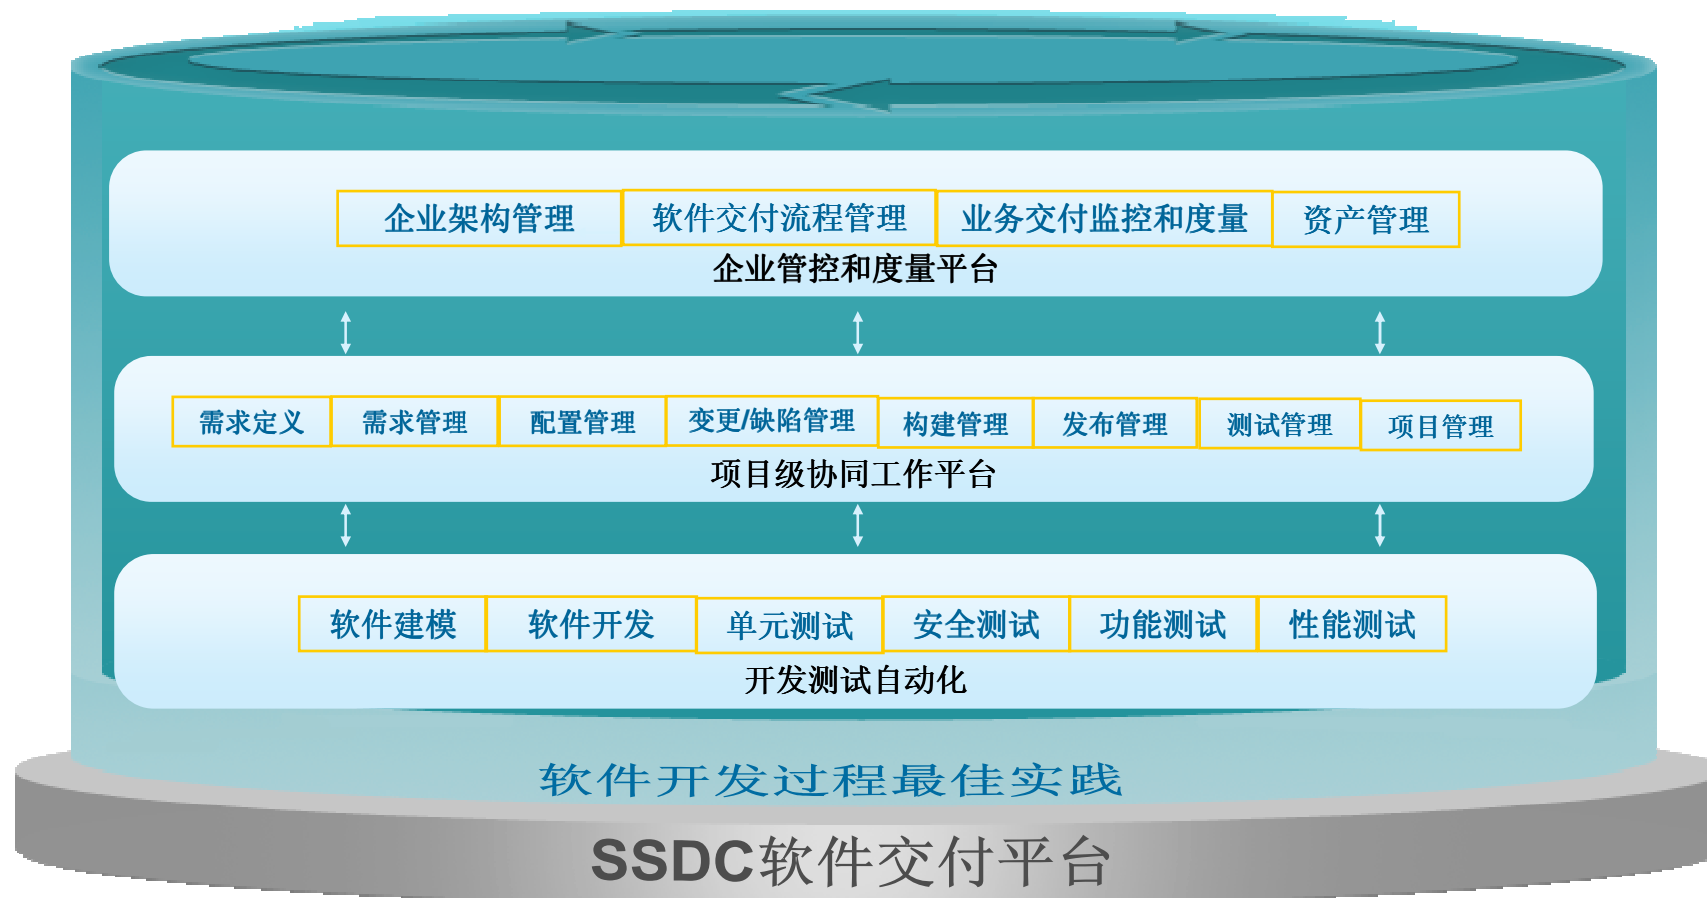 企业架构管理 软件交付流程管理 业务交付监控和度量 资产管理
企业管控和度量平台
需求定义 需求管理 配置管理 变更/缺陷管理 构建管理 发布管理 测试管理 项目管理
项目级协同工作平台
软件建模 软件开发 单元测试 安全测试 功能测试 性能测试
开发测试自动化
软件开发过程最佳实践
SSDC软件交付平台